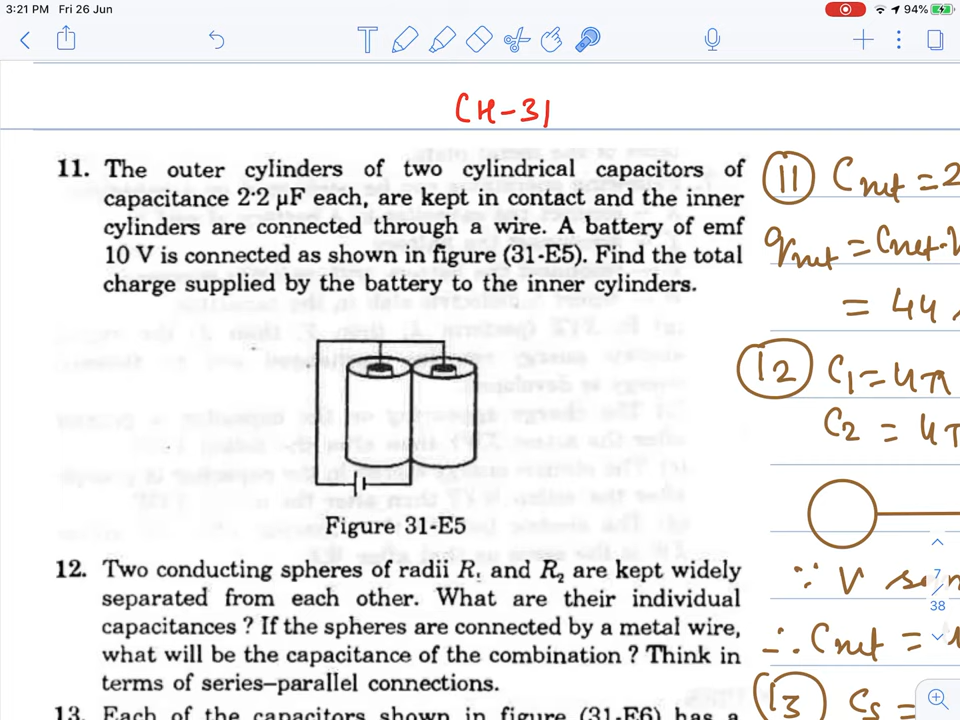 3:21 PM Fri 26 Jun
94%
CH-31
11. The outer cylinders of two cylindrical capacitors of
capacitance 2·2 μF each, are kept in contact and the inner
cylinders are connected through a wire. A battery of emf
10 V is connected as shown in figure (31-E5). Find the total
charge supplied by the battery to the inner cylinders.
Figure 31-E5
12. Two conducting spheres of radii R₁ and R₂ are kept widely
separated from each other. What are their individual
capacitances ? If the spheres are connected by a metal wire,
what will be the capacitance of the combination ? Think in
terms of series–parallel connections.
13. Each of the capacitors shown in figure (31-E6) has a
11 Cnet = 2
qnet = Cnet.
= 44
12 C1 = 4π
C2 = 4π
∵ V
∴ Cnet =
13 Cs =
7
/
38